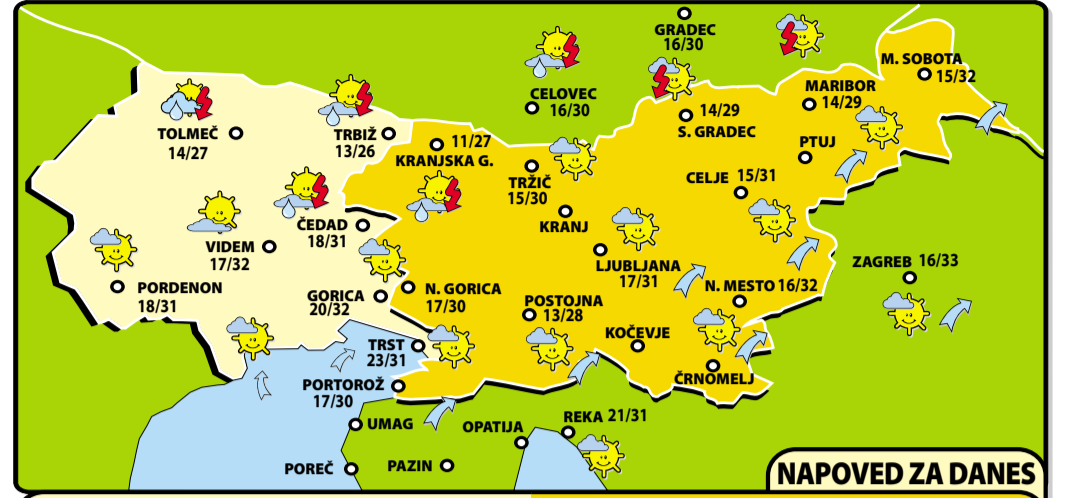 GRADEC
16/30
M. SOBOTA
15/32
CELOVEC
16/30
MARIBOR
14/29
14/29
S. GRADEC
TOLMEČ
14/27
TRBIŽ
13/26
11/27
KRANJSKA G.
PTUJ
TRŽIČ
15/30
CELJE 15/31
KRANJ
ČEDAD
18/31
VIDEM
17/32
LJUBLJANA
17/31
ZAGREB 16/33
PORDENON
18/31
GORICA
20/32
N. GORICA
17/30
N. MESTO 16/32
POSTOJNA
13/28
KOČEVJE
TRST
23/31
ČRNOMELJ
PORTOROŽ
17/30
UMAG
OPATIJA
REKA 21/31
POREČ
PAZIN
NAPOVED ZA DANES